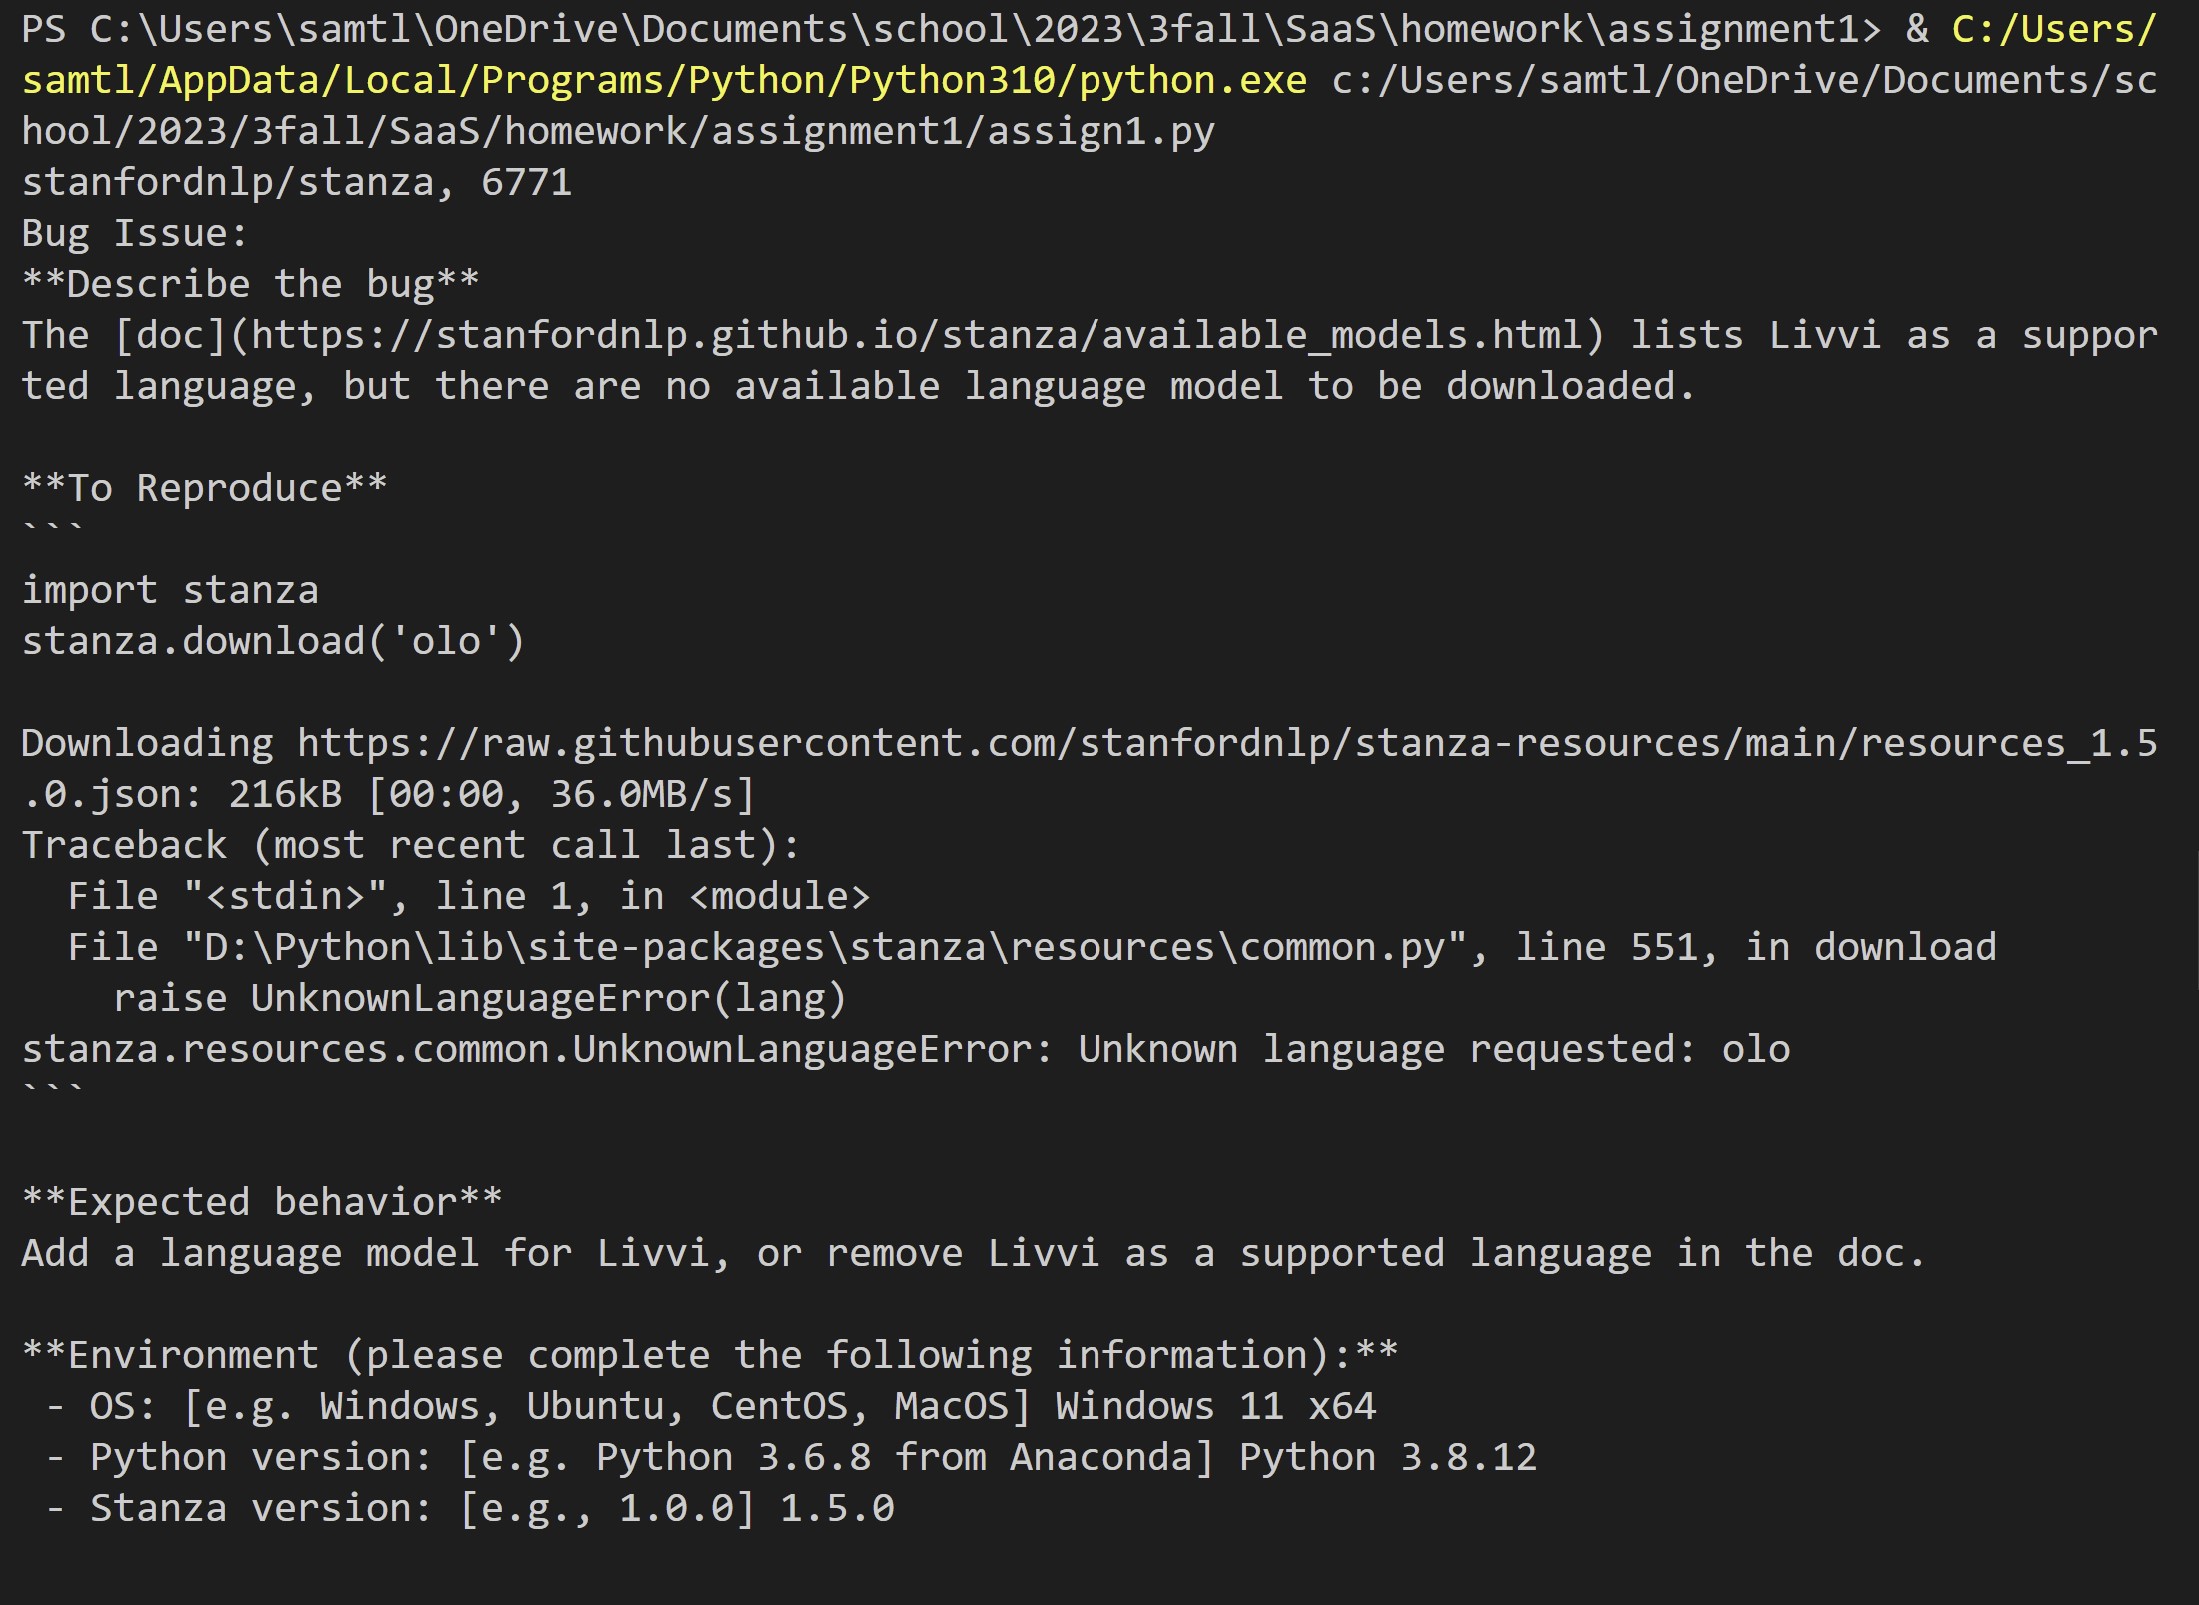 PS C:\Users\samtl\OneDrive\Documents\school\2023\3fall\SaaS\homework\assignment1> & C:/Users/
samtl/AppData/Local/Programs/Python/Python310/python.exe c:/Users/samtl/OneDrive/Documents/sc
hool/2023/3fall/SaaS/homework/assignment1/assign1.py
stanfordnlp/stanza, 6771
Bug Issue:
**Describe the bug**
The [doc](https://stanfordnlp.github.io/stanza/available_models.html) lists Livvi as a suppor
ted language, but there are no available language model to be downloaded.

**To Reproduce**
```
import stanza
stanza.download('olo')

Downloading https://raw.githubusercontent.com/stanfordnlp/stanza-resources/main/resources_1.5
.0.json: 216kB [00:00, 36.0MB/s]
Traceback (most recent call last):
  File "<stdin>", line 1, in <module>
  File "D:\Python\lib\site-packages\stanza\resources\common.py", line 551, in download
    raise UnknownLanguageError(lang)
stanza.resources.common.UnknownLanguageError: Unknown language requested: olo
```

**Expected behavior**
Add a language model for Livvi, or remove Livvi as a supported language in the doc.

**Environment (please complete the following information):**
 - OS: [e.g. Windows, Ubuntu, CentOS, MacOS] Windows 11 x64
 - Python version: [e.g. Python 3.6.8 from Anaconda] Python 3.8.12
 - Stanza version: [e.g., 1.0.0] 1.5.0